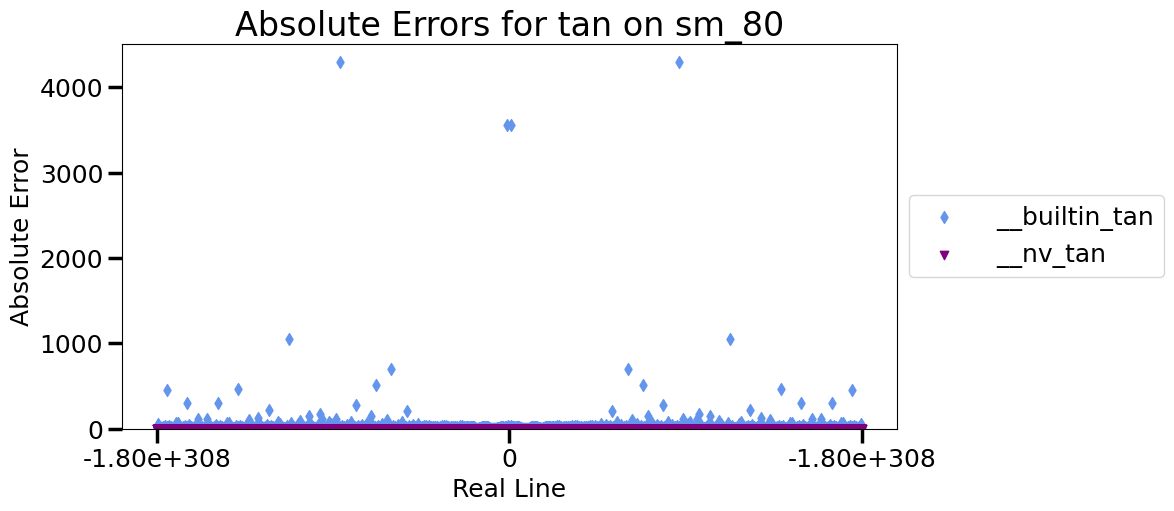 Absolute Errors for tan on sm_80
Absolute Error
4000
3000
2000
1000
0
-1.80e+308
0
-1.80e+308
Real Line
__builtin_tan
__nv_tan